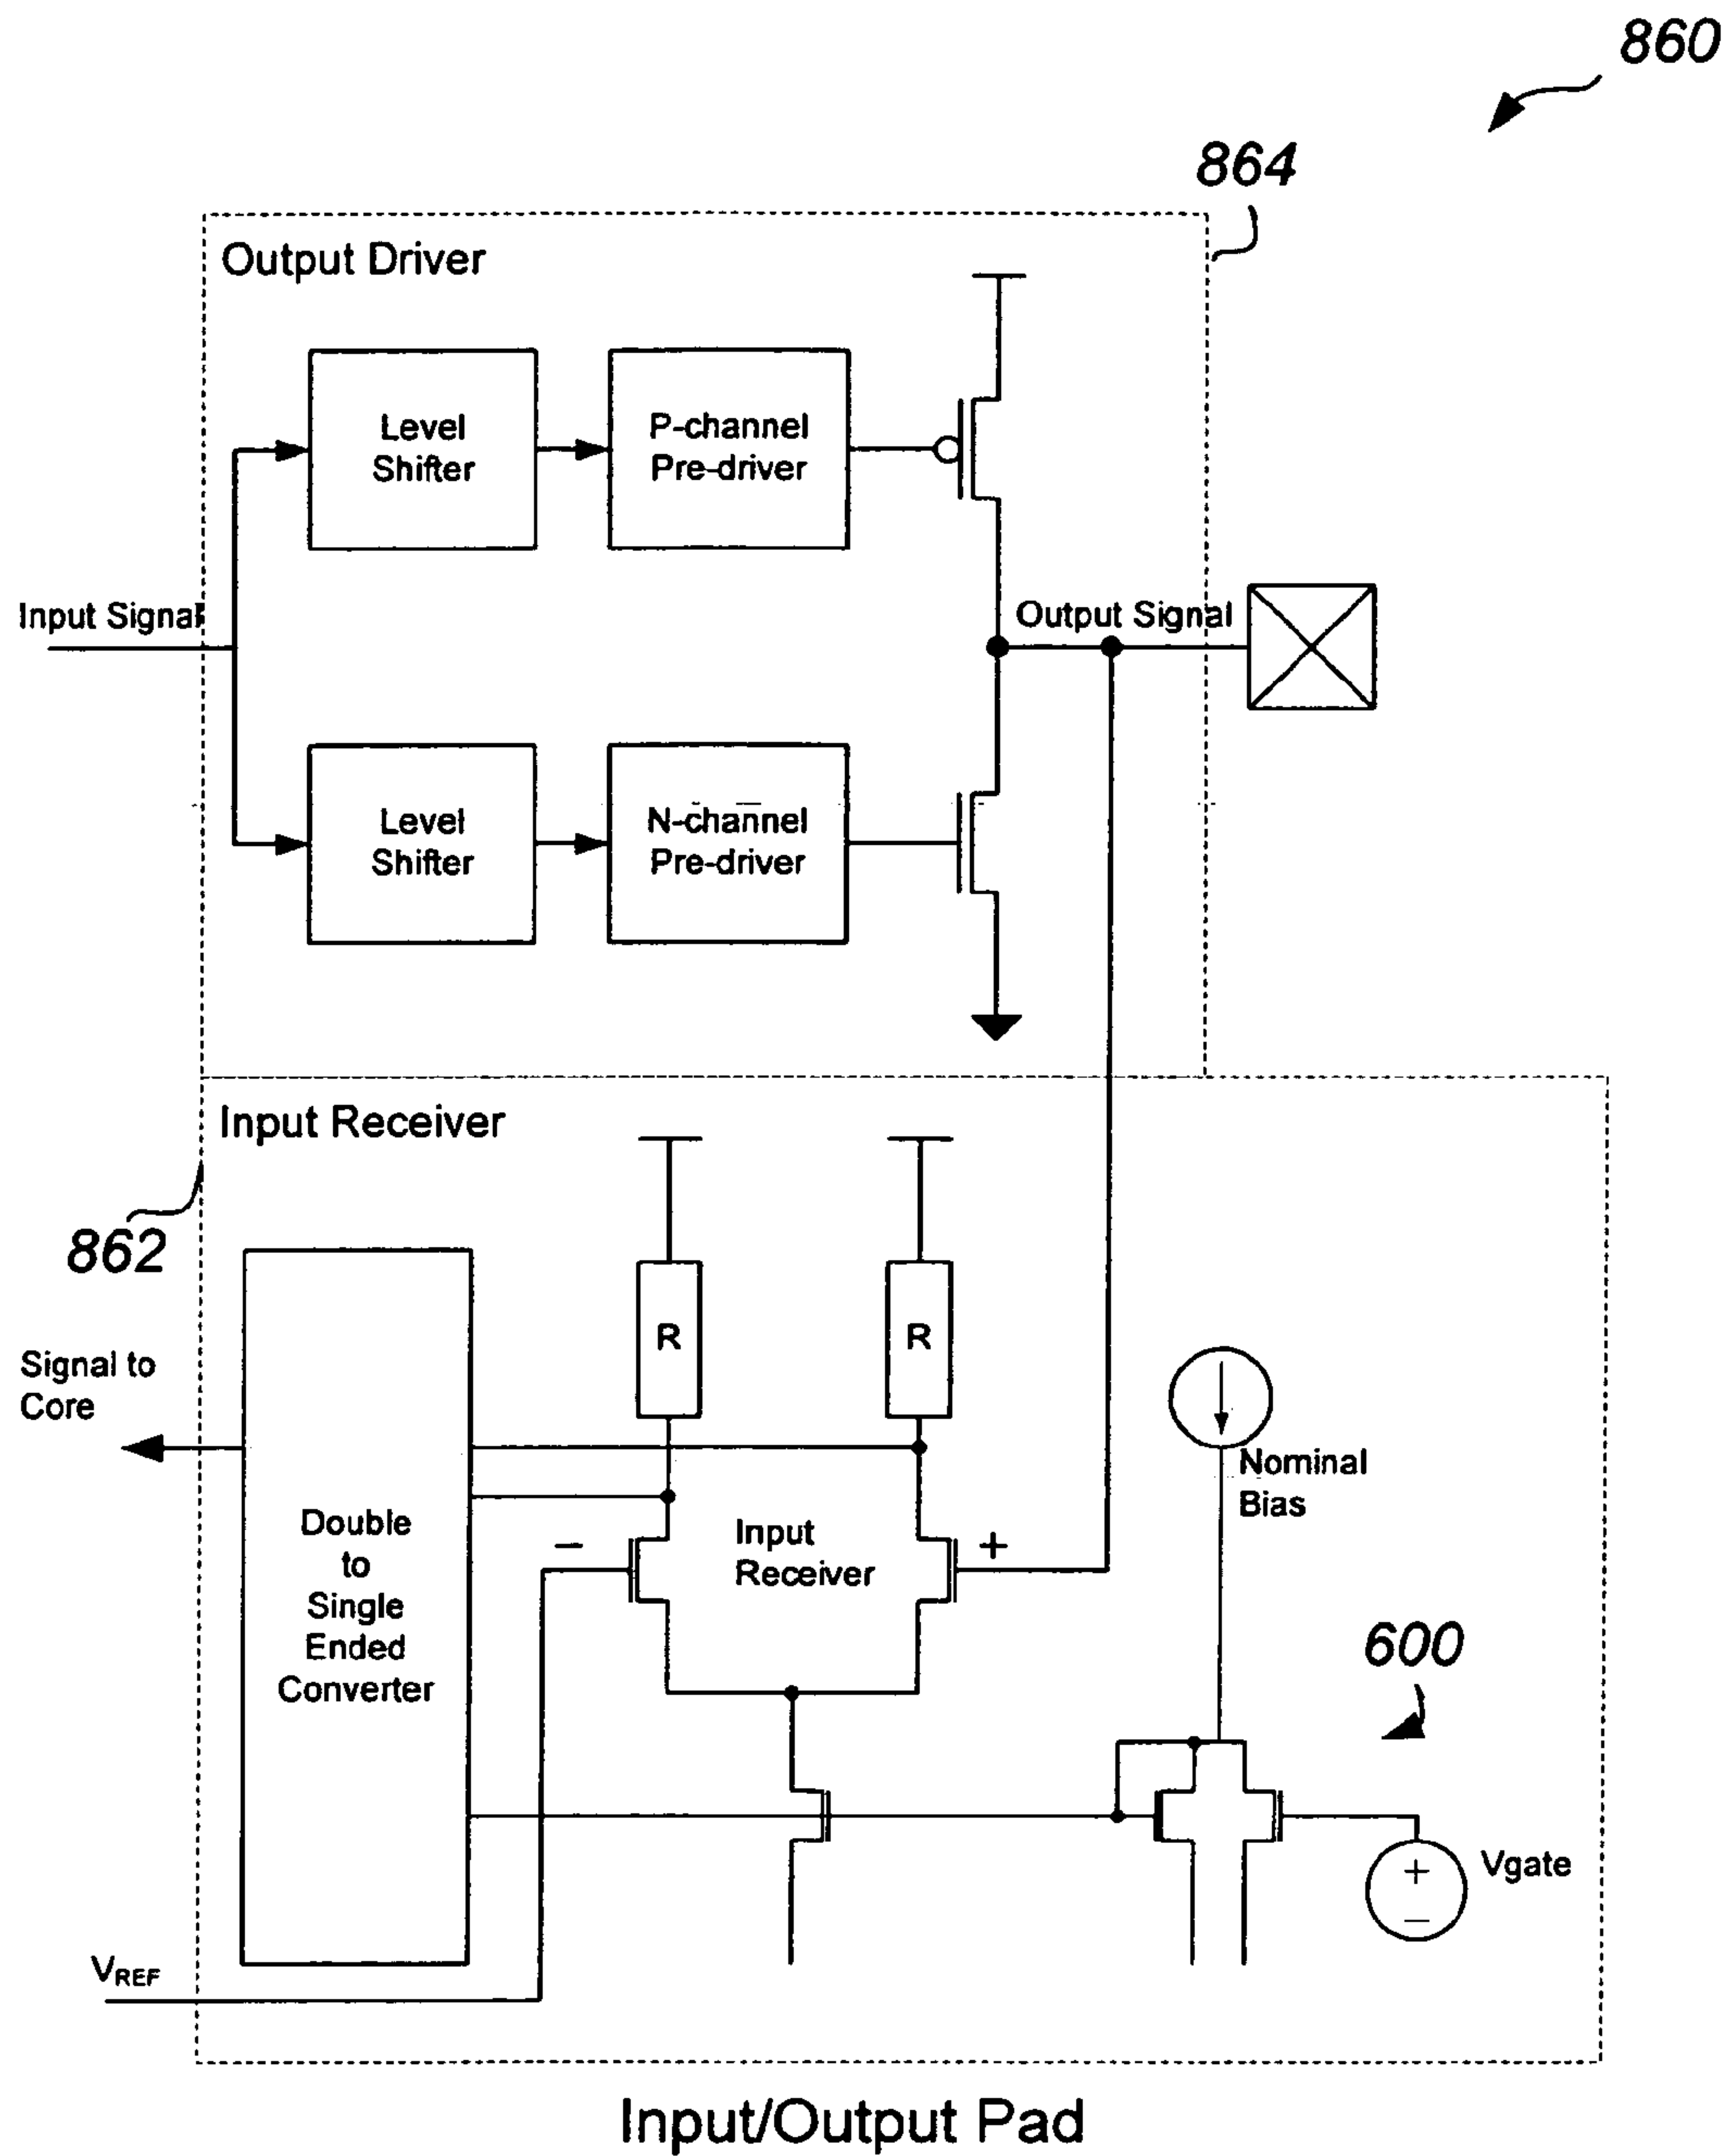 860
864
Output Driver
Level
Shifter
P-channel
Pre-driver
Input Signal
Output Signal
Level
Shifter
N-channel
Pre-driver
Input Receiver
862
R
R
Signal to
Core
Nominal
Bias
Double
to
Single
Ended
Converter
−
Input
Receiver
+
600
Vgate
+
−
VREF
Input/Output Pad